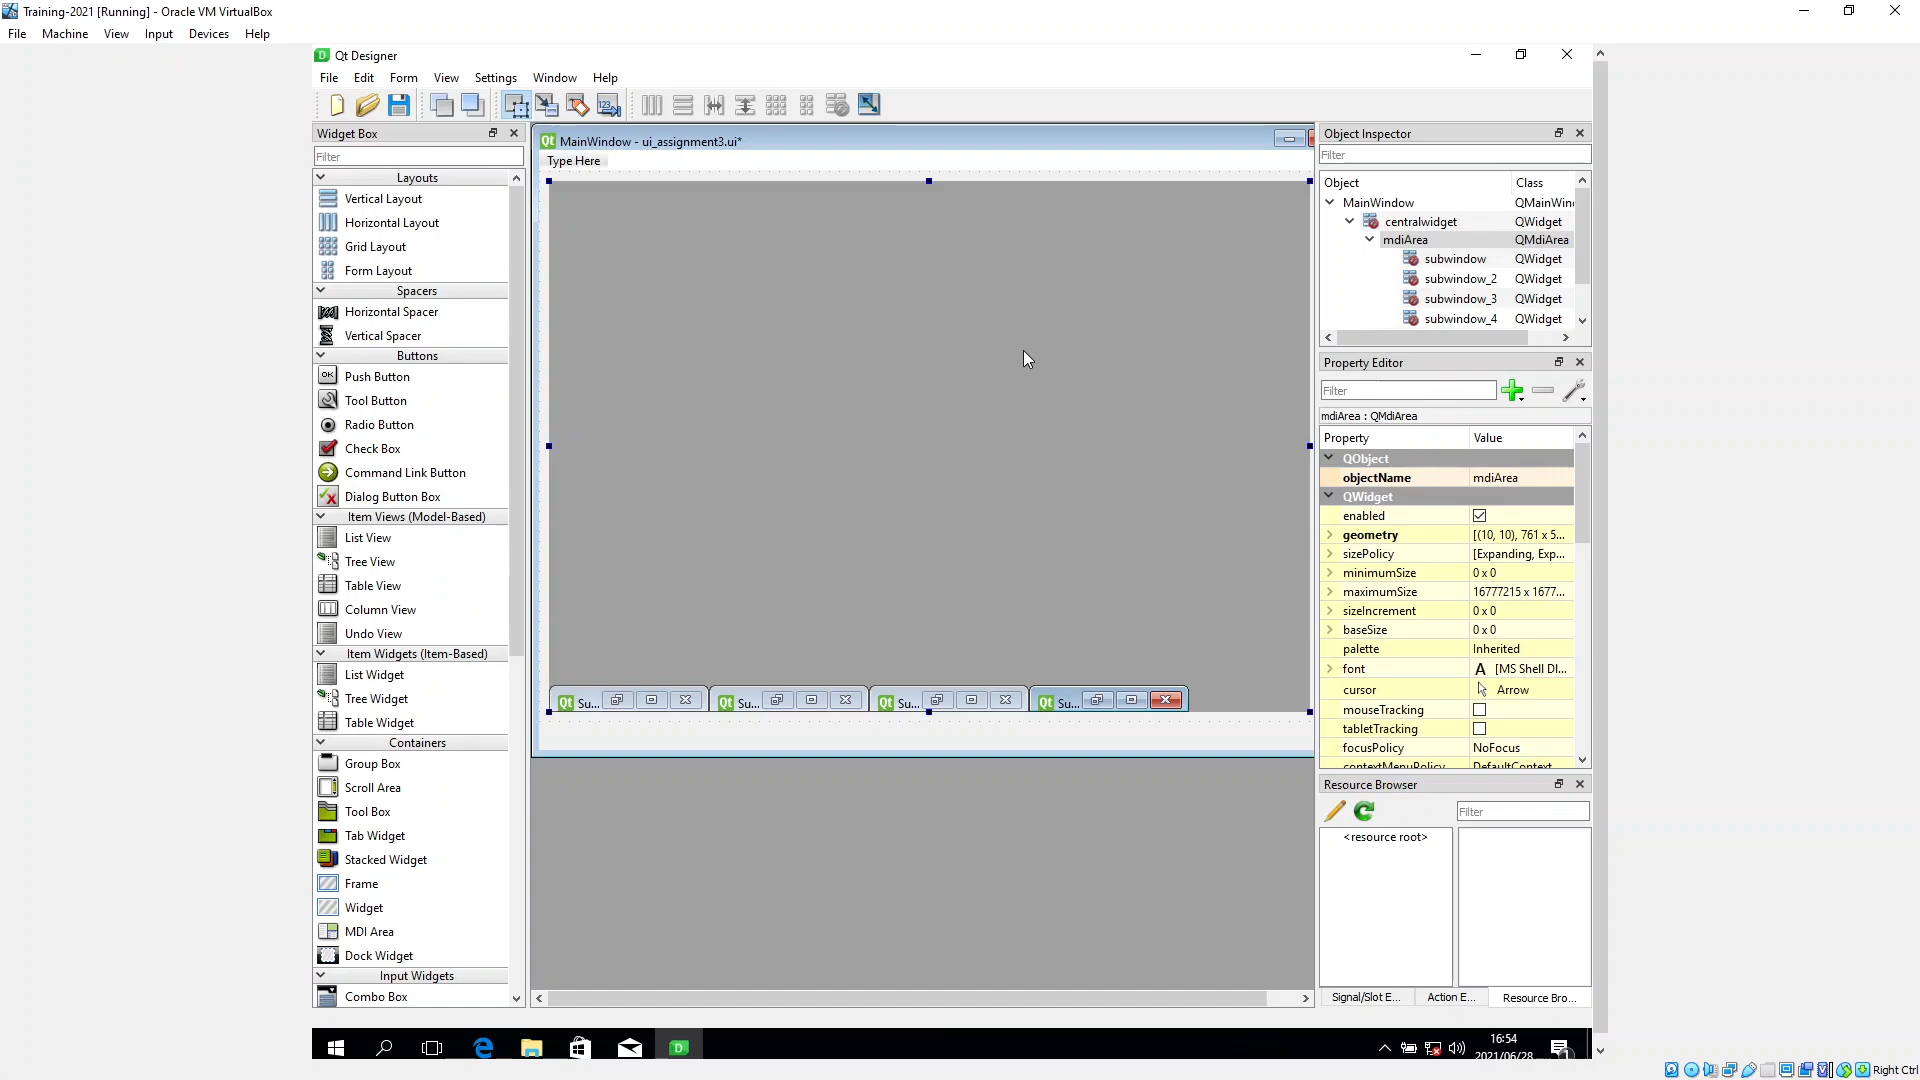 Training-2021 [Running] - Oracle VM VirtualBox
File Machine View Input Devices Help
Qt Designer
File Edit Form View Settings Window Help
Widget Box
Filter
Layouts
Vertical Layout
Horizontal Layout
Grid Layout
Form Layout
Spacers
Horizontal Spacer
Vertical Spacer
Buttons
Push Button
Tool Button
Radio Button
Check Box
Command Link Button
Dialog Button Box
Item Views (Model-Based)
List View
Tree View
Table View
Column View
Undo View
Item Widgets (Item-Based)
List Widget
Tree Widget
Table Widget
Containers
Group Box
Scroll Area
Tool Box
Tab Widget
Stacked Widget
Frame
Widget
MDI Area
Dock Widget
Input Widgets
Combo Box
MainWindow - ui_assignment3.ui*
Type Here
Su... Su... Su... Su...
Object Inspector
Filter
Object Class
MainWindow QMainWin
centralwidget QWidget
mdiArea QMdiArea
subwindow QWidget
subwindow_2 QWidget
subwindow_3 QWidget
subwindow_4 QWidget
Property Editor
Filter
mdiArea : QMdiArea
Property Value
QObject
objectName mdiArea
QWidget
enabled
geometry [(10, 10), 761 x 5...
sizePolicy [Expanding, Exp...
minimumSize 0 x 0
maximumSize 16777215 x 1677...
sizeIncrement 0 x 0
baseSize 0 x 0
palette Inherited
font A [MS Shell Dl...
cursor Arrow
mouseTracking
tabletTracking
focusPolicy NoFocus
contextMenuPolicy DefaultContext
Resource Browser
Filter
<resource root>
Signal/Slot E... Action E... Resource Bro...
16:54
2021/06/28
Right Ctrl